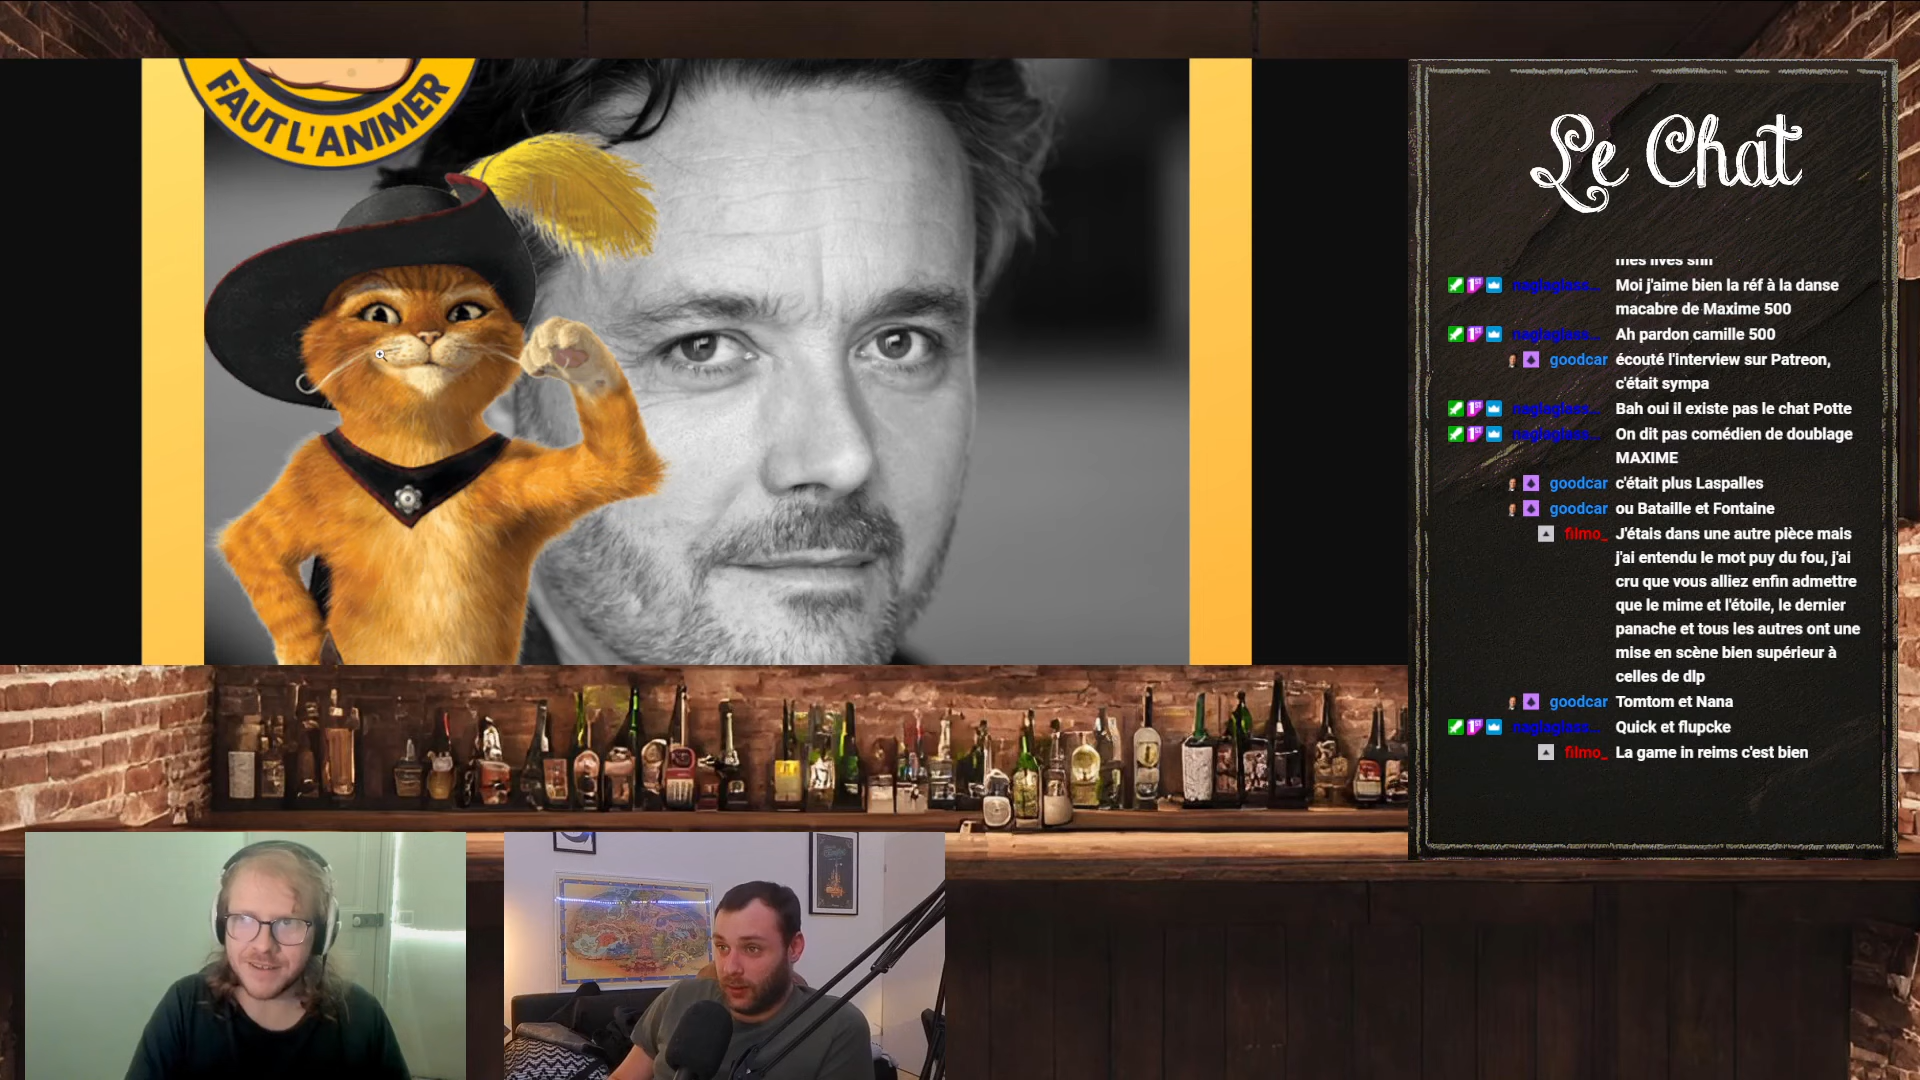 FAUT L'ANIMER
Le Chat
mes lives snif
Moi j'aime bien la réf à la danse
macabre de Maxime 500
Ah pardon camille 500
goodcar écouté l'interview sur Patreon,
c'était sympa
Bah oui il existe pas le chat Potte
On dit pas comédien de doublage
MAXIME
goodcar c'était plus Laspalles
goodcar ou Bataille et Fontaine
filmo_ J'étais dans une autre pièce mais
j'ai entendu le mot puy du fou, j'ai
cru que vous alliez enfin admettre
que le mime et l'étoile, le dernier
panache et tous les autres ont une
mise en scène bien supérieur à
celles de dlp
goodcar Tomtom et Nana
Quick et flupcke
filmo_ La game in reims c'est bien